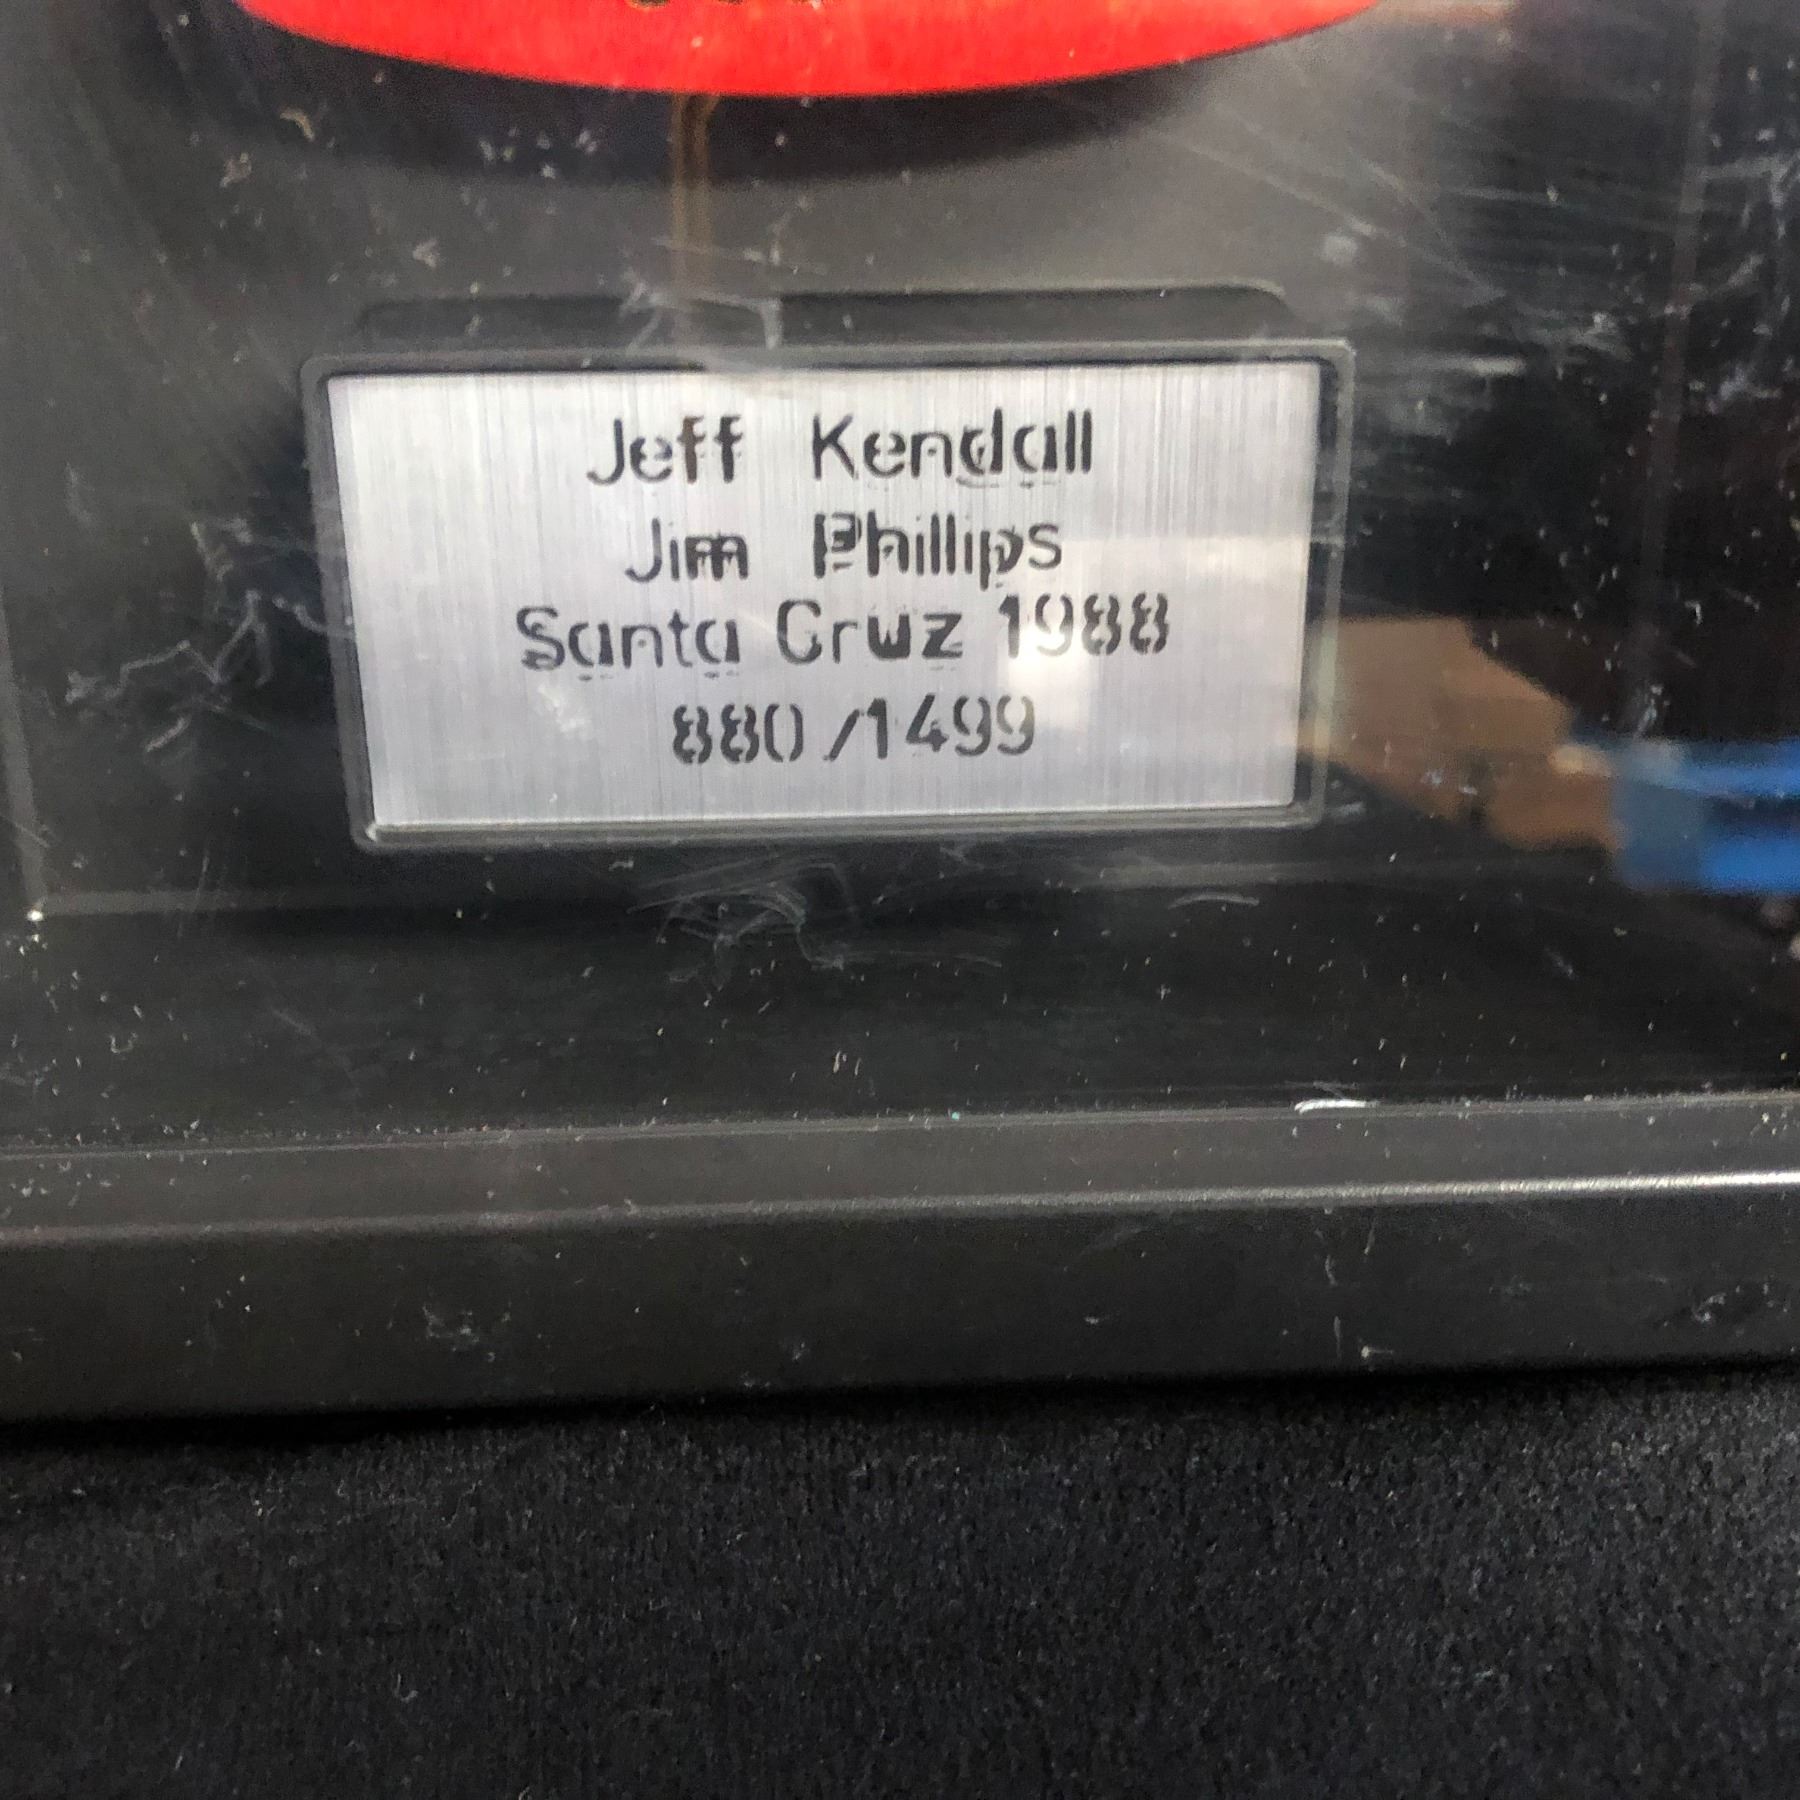 Jeff Kendall
Jim Phillips
Santa Cruz 1988
880/1499